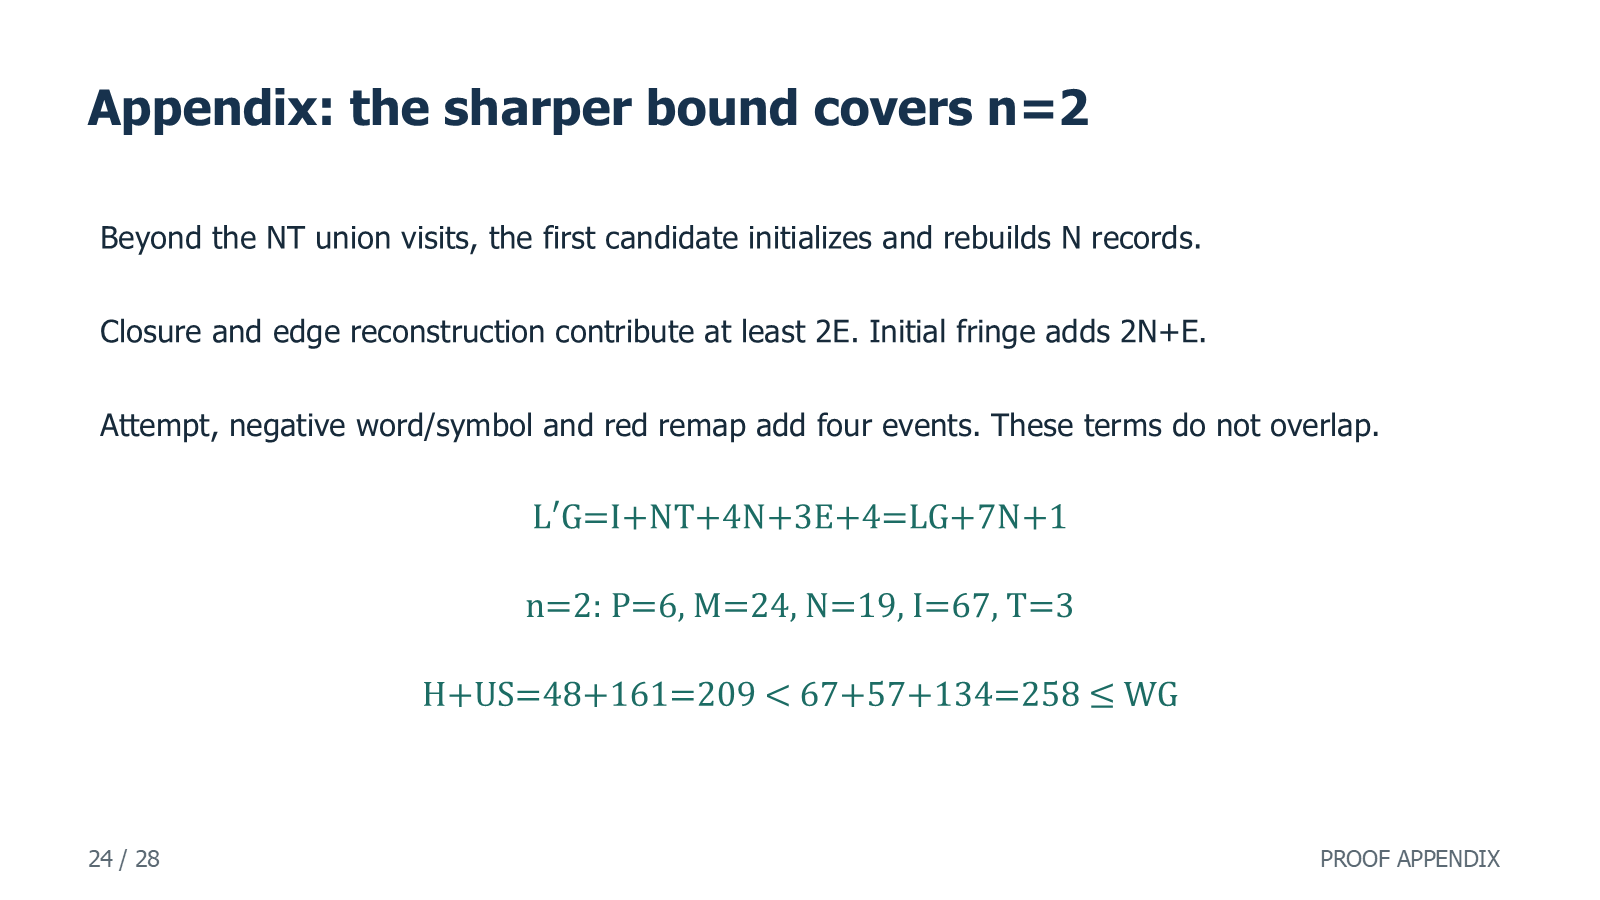 Appendix: the sharper bound covers n=2
Beyond the NT union visits, the first candidate initializes and rebuilds N records.
Closure and edge reconstruction contribute at least 2E. Initial fringe adds 2N+E.
Attempt, negative word/symbol and red remap add four events. These terms do not overlap.
L′G=I+NT+4N+3E+4=LG+7N+1
n=2: P=6, M=24, N=19, I=67, T=3
H+US=48+161=209 < 67+57+134=258 ≤ WG
24 / 28
PROOF APPENDIX